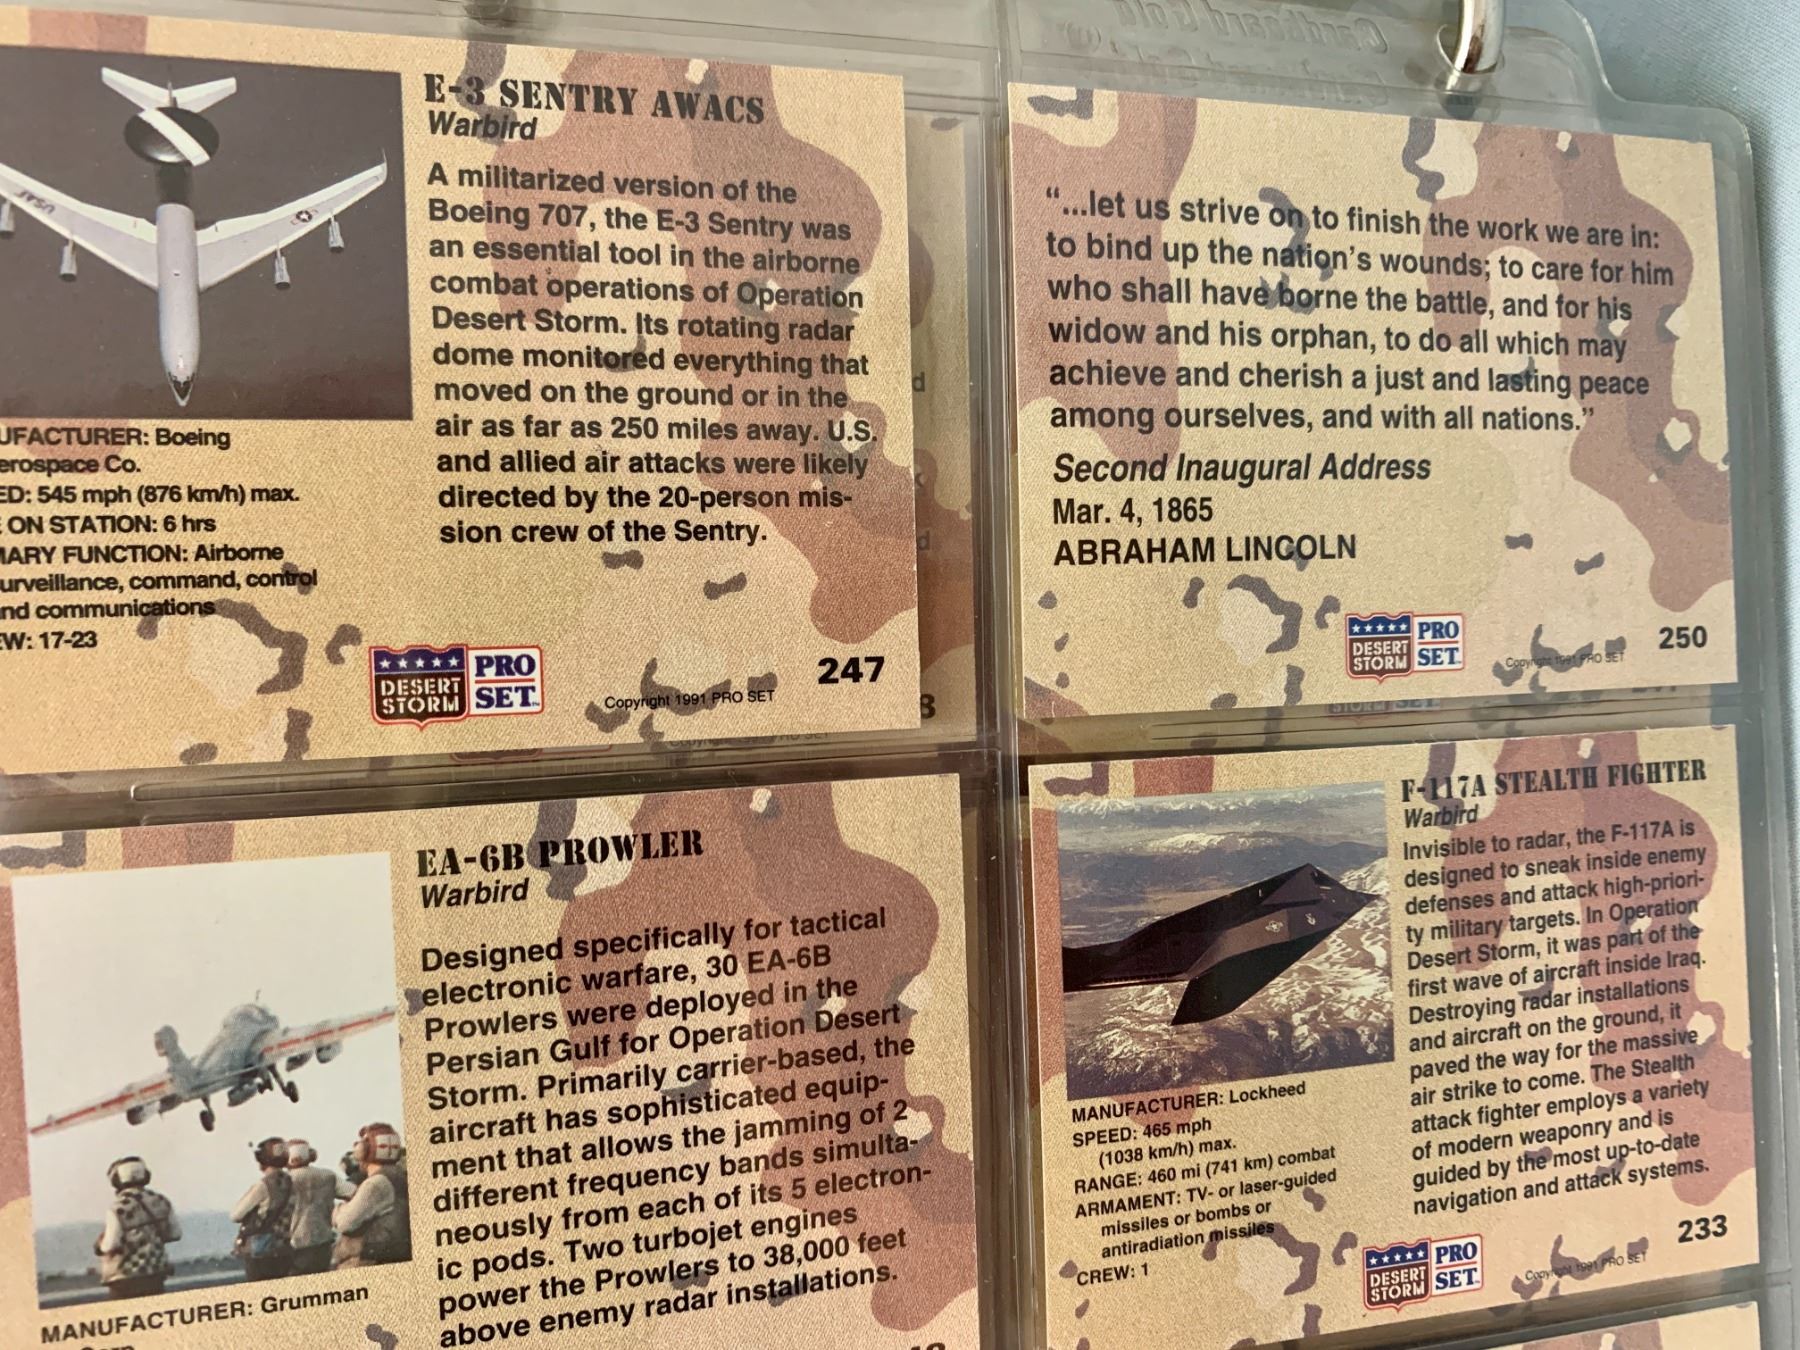 E-3 SENTRY AWACS
Warbird
A militarized version of the
Boeing 707, the E-3 Sentry was
an essential tool in the airborne
combat operations of Operation
Desert Storm. Its rotating radar
dome monitored everything that
moved on the ground or in the
air as far as 250 miles away. U.S.
and allied air attacks were likely
directed by the 20-person mis-
sion crew of the Sentry.
USAF
UFACTURER: Boeing
erospace Co.
ED: 545 mph (876 km/h) max.
ON STATION: 6 hrs
MARY FUNCTION: Airborne
urveillance, command, control
nd communications
EW: 17-23
DESERT
STORM
PRO
SET
Copyright 1991 PRO SET
247
"...let us strive on to finish the work we are in:
to bind up the nation's wounds; to care for him
who shall have borne the battle, and for his
widow and his orphan, to do all which may
achieve and cherish a just and lasting peace
among ourselves, and with all nations."
Second Inaugural Address
Mar. 4, 1865
ABRAHAM LINCOLN
DESERT
STORM
PRO
SET
Copyright 1991 PRO SET
250
EA-6B PROWLER
Warbird
Designed specifically for tactical
electronic warfare, 30 EA-6B
Prowlers were deployed in the
Persian Gulf for Operation Desert
Storm. Primarily carrier-based, the
aircraft has sophisticated equip-
ment that allows the jamming of 2
different frequency bands simulta-
neously from each of its 5 electron-
ic pods. Two turbojet engines
power the Prowlers to 38,000 feet
above enemy radar installations.
MANUFACTURER: Grumman
F-117A STEALTH FIGHTER
Warbird
Invisible to radar, the F-117A is
designed to sneak inside enemy
defenses and attack high-priori-
ty military targets. In Operation
Desert Storm, it was part of the
first wave of aircraft inside Iraq.
Destroying radar installations
and aircraft on the ground, it
paved the way for the massive
air strike to come. The Stealth
attack fighter employs a variety
of modern weaponry and is
guided by the most up-to-date
navigation and attack systems.
MANUFACTURER: Lockheed
SPEED: 465 mph
(1038 km/h) max.
RANGE: 460 mi (741 km) combat
ARMAMENT: TV- or laser-guided
missiles or bombs or
antiradiation missiles
CREW: 1
DESERT
STORM
PRO
SET
Copyright 1991 PRO SET
233